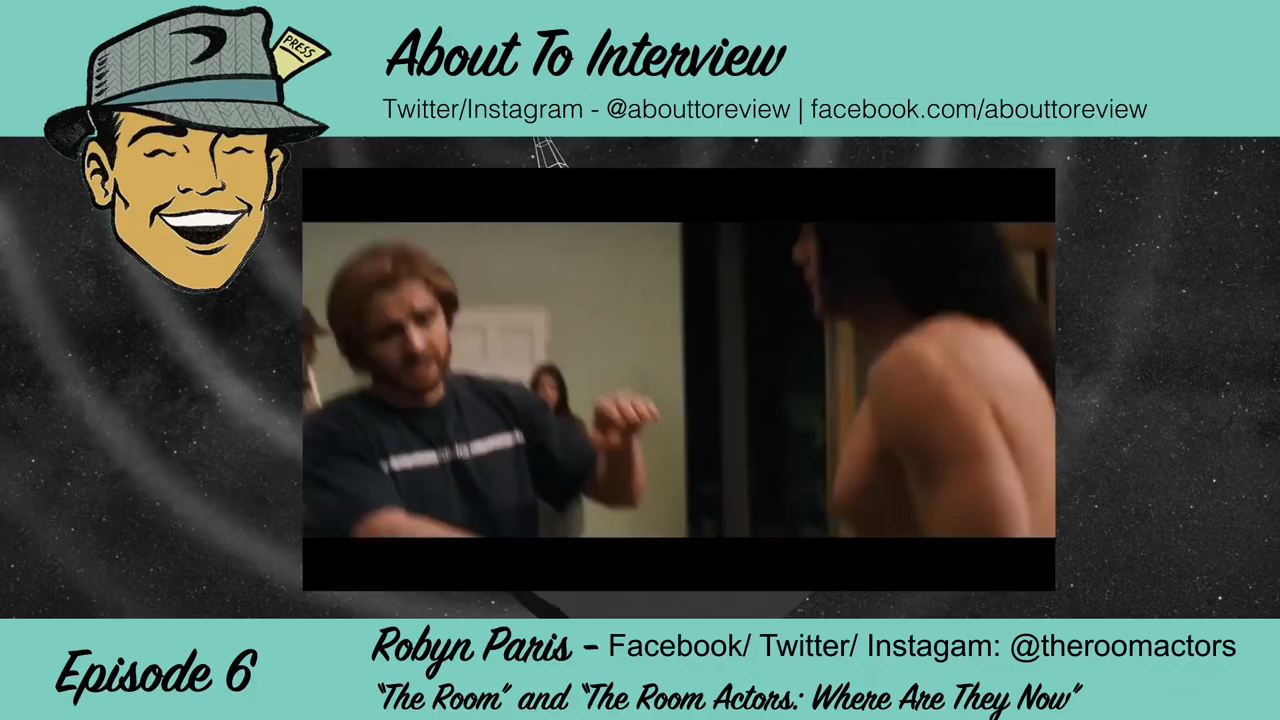 PRESS
About To Interview
Twitter/Instagram - @abouttoreview | facebook.com/abouttoreview
Episode 6
Robyn Paris - Facebook/ Twitter/ Instagam: @theroomactors
"The Room" and "The Room Actors: Where Are They Now"